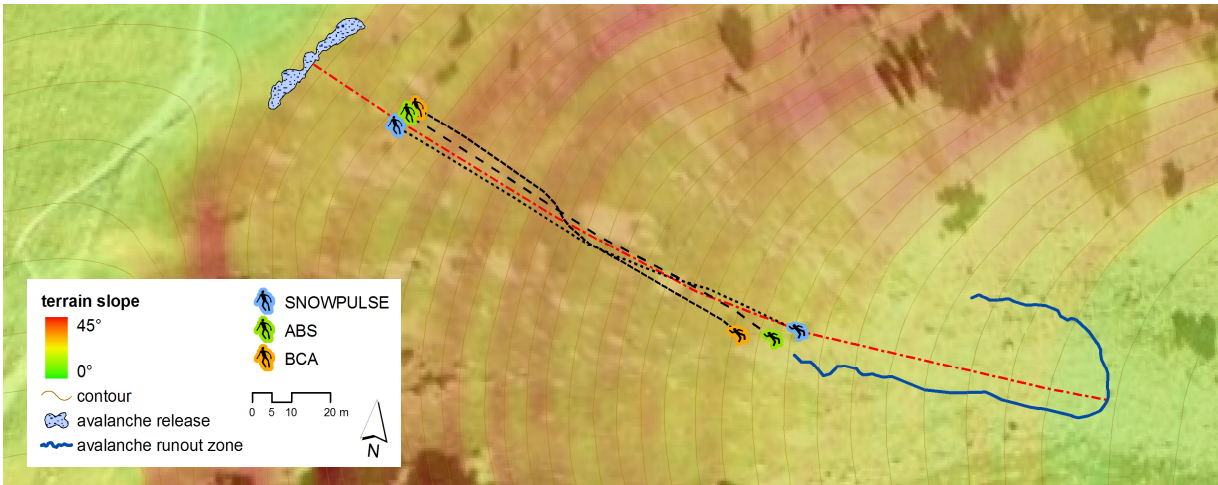 terrain slope
45°
0°
contour
avalanche release
avalanche runout zone
SNOWPULSE
ABS
BCA
0 5 10 20 m
N